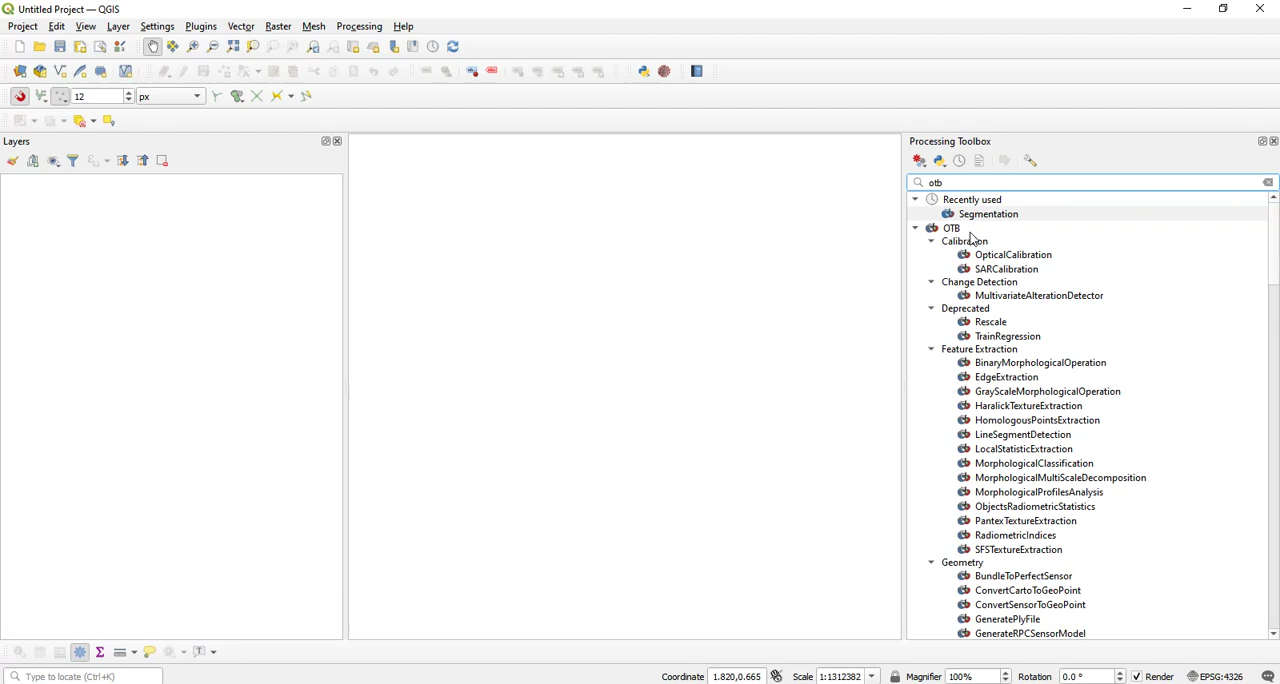 Untitled Project — QGIS
Project Edit View Layer Settings Plugins Vector Raster Mesh Processing Help
12 px
Layers
Processing Toolbox
otb
Recently used
Segmentation
OTB
Calibration
OpticalCalibration
SARCalibration
Change Detection
MultivariateAlterationDetector
Deprecated
Rescale
TrainRegression
Feature Extraction
BinaryMorphologicalOperation
EdgeExtraction
GrayScaleMorphologicalOperation
HaralickTextureExtraction
HomologousPointsExtraction
LineSegmentDetection
LocalStatisticExtraction
MorphologicalClassification
MorphologicalMultiScaleDecomposition
MorphologicalProfilesAnalysis
ObjectsRadiometricStatistics
PantexTextureExtraction
RadiometricIndices
SFSTextureExtraction
Geometry
BundleToPerfectSensor
ConvertCartoToGeoPoint
ConvertSensorToGeoPoint
GeneratePlyFile
GenerateRPCSensorModel
Type to locate (Ctrl+K) Coordinate 1.820,0.665 Scale 1:1312382 Magnifier 100% Rotation 0.0 ° Render EPSG:4326